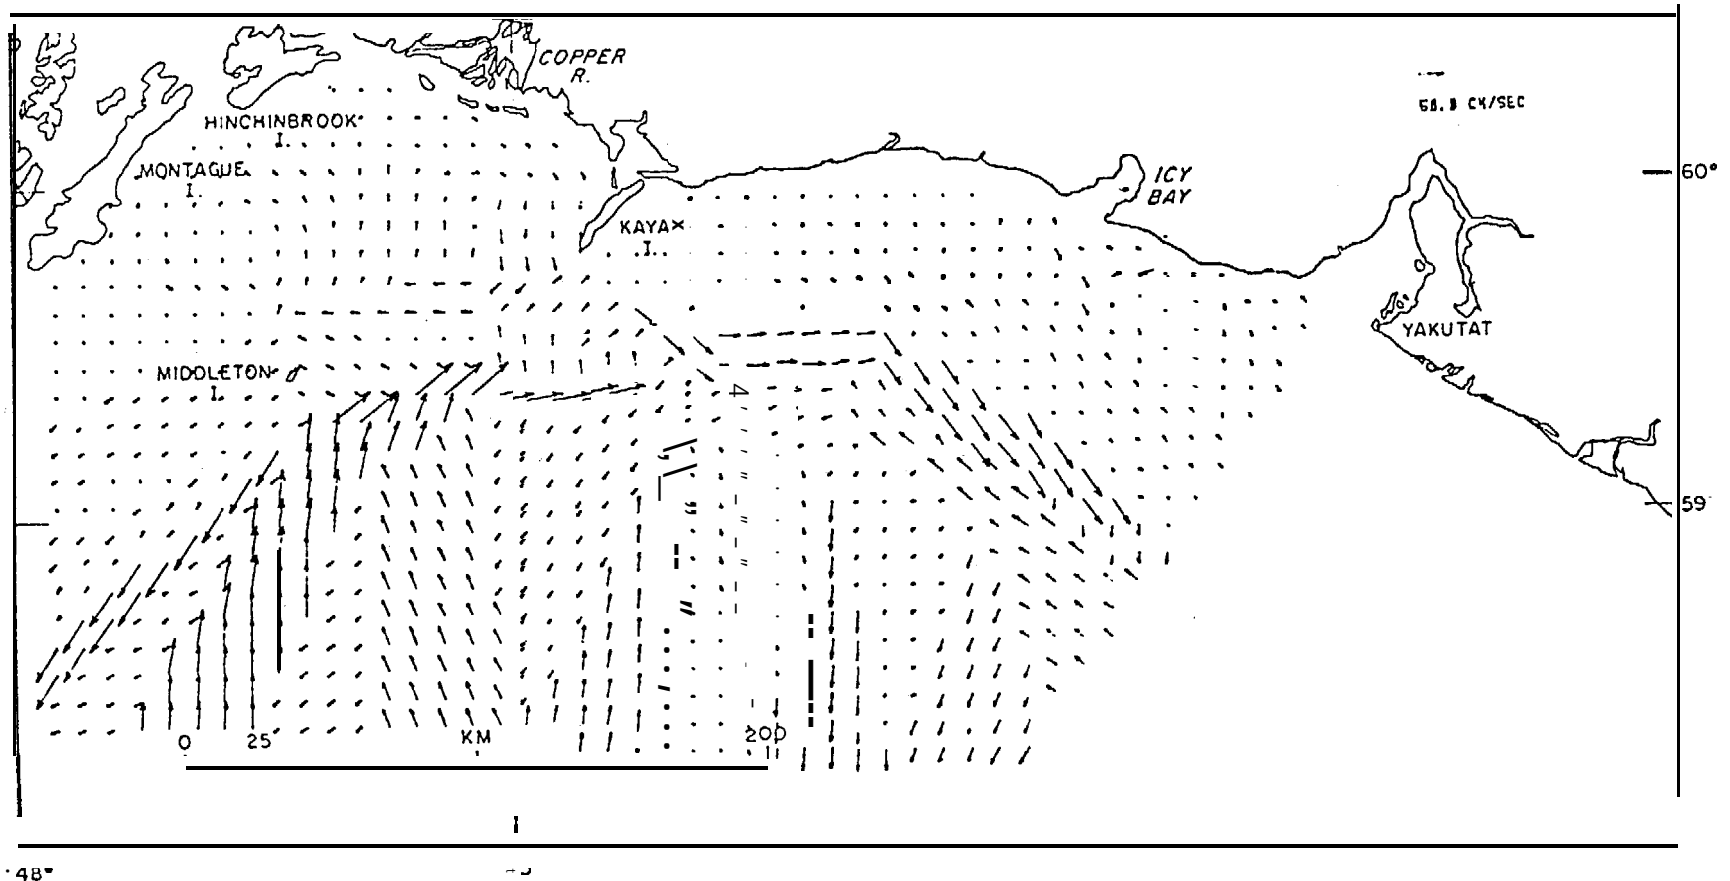 COPPER
R.
HINCHINBROOK
I.
MONTAGUE
I.
ICY
BAY
60°
KAYAK
I.
YAKUTAT
MIDDLETON
I.
59
0 25 KM 200
48°